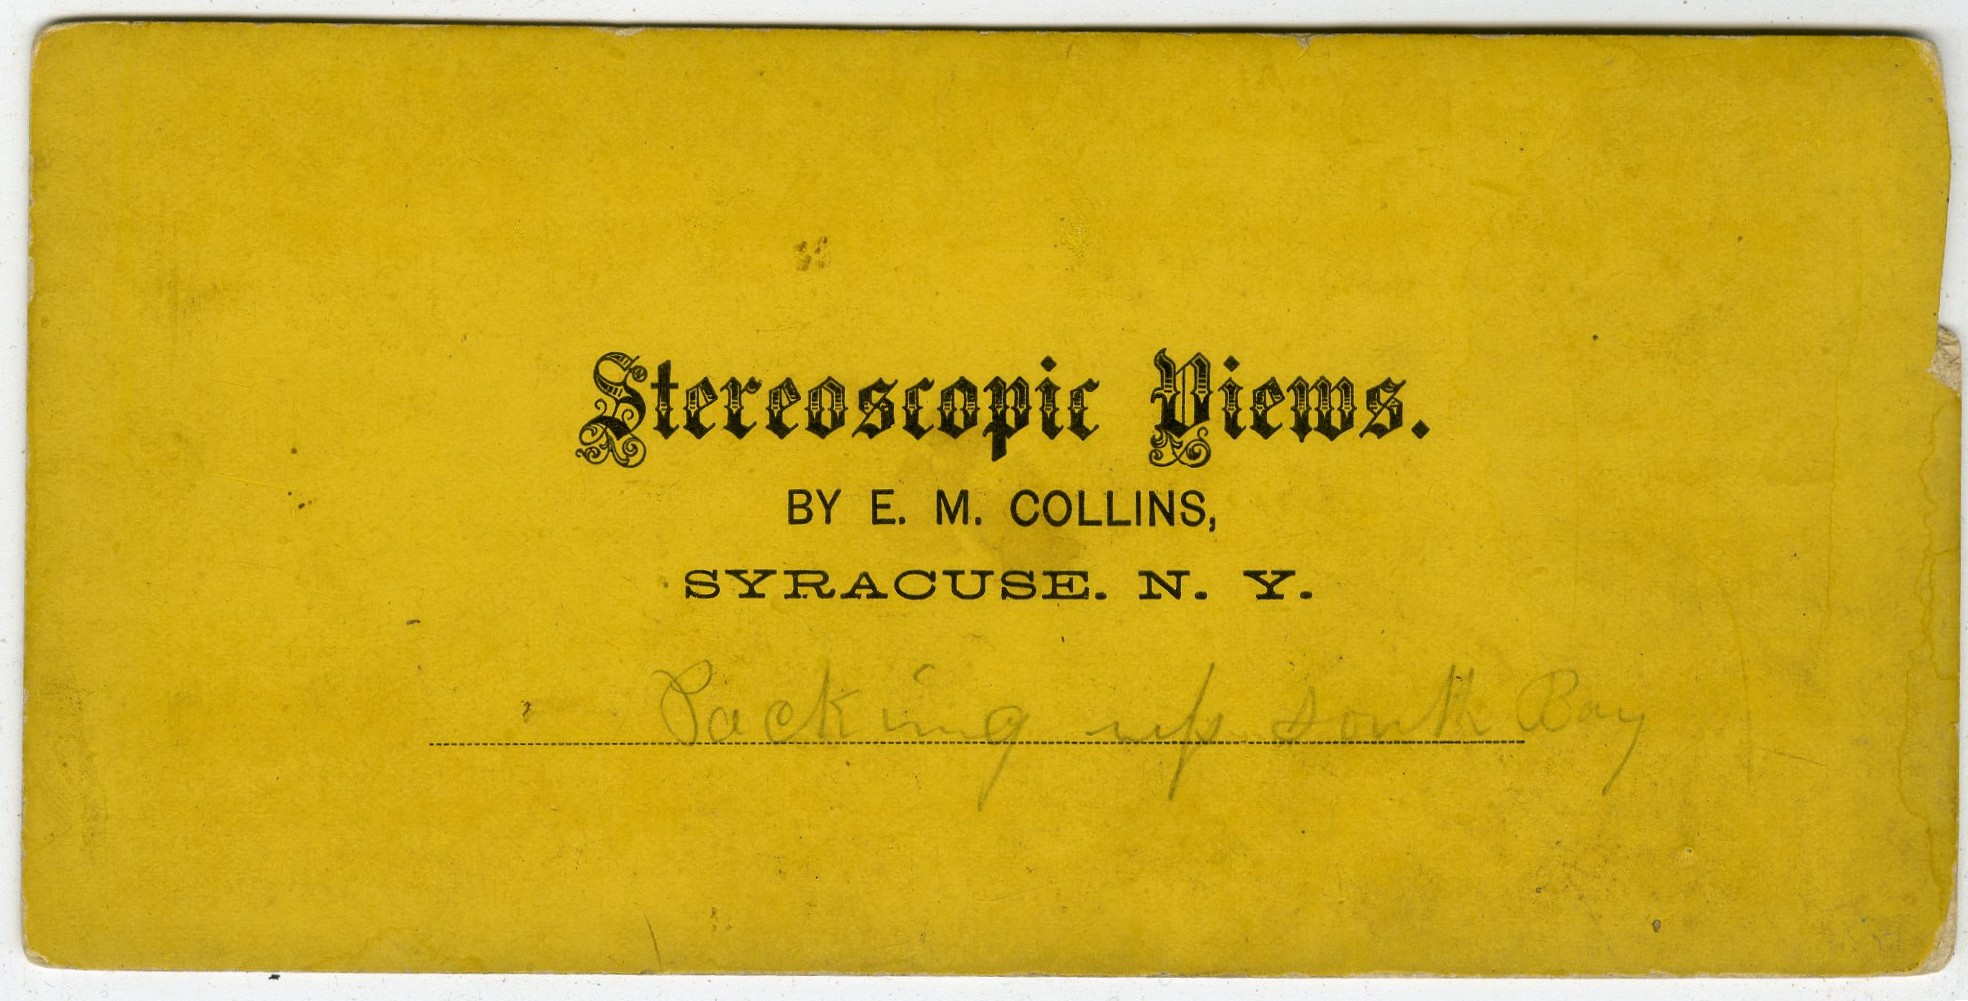 Stereoscopic Views.
BY E. M. COLLINS,
SYRACUSE. N. Y.
Packing up south Bay